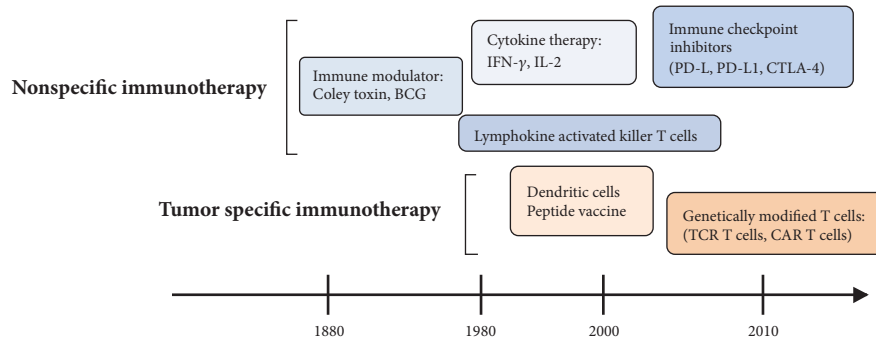 Nonspecific immunotherapy
Immune modulator:
Coley toxin, BCG
Cytokine therapy:
IFN-γ, IL-2
Immune checkpoint
inhibitors
(PD-L, PD-L1, CTLA-4)
Lymphokine activated killer T cells
Tumor specific immunotherapy
Dendritic cells
Peptide vaccine
Genetically modified T cells:
(TCR T cells, CAR T cells)
1880
1980
2000
2010